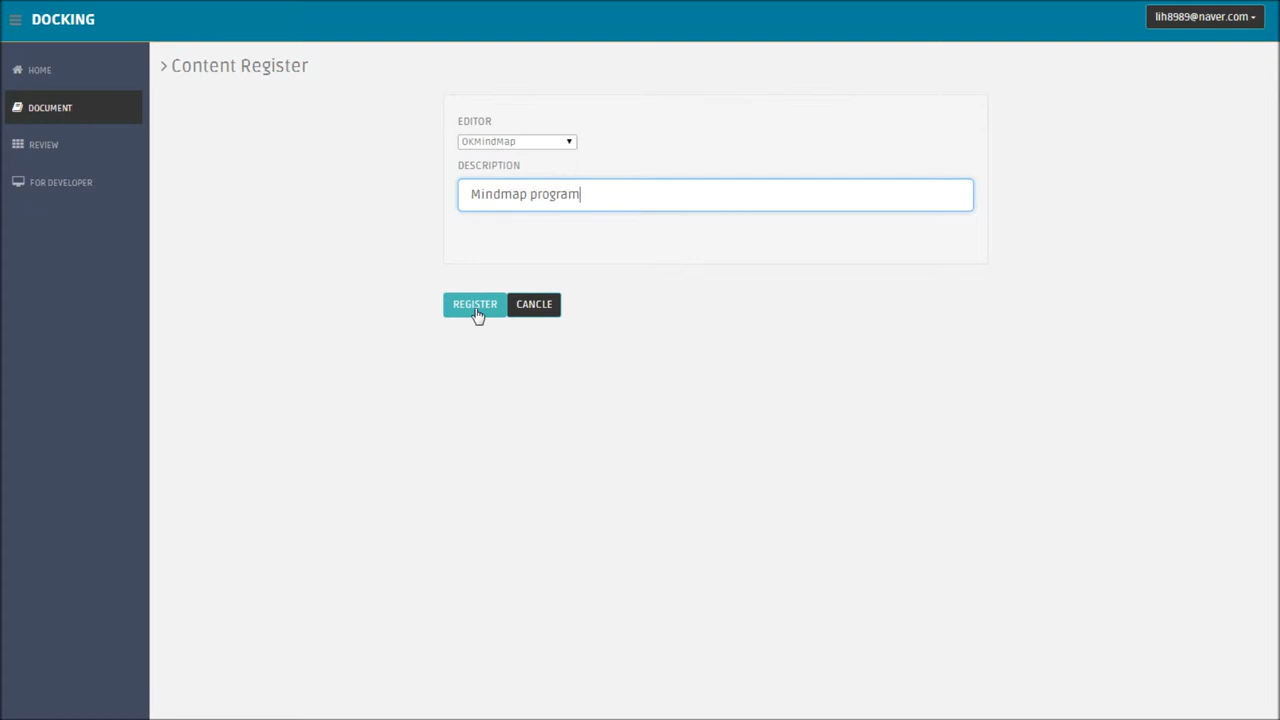 DOCKING
lih8989@naver.com
HOME
DOCUMENT
REVIEW
FOR DEVELOPER
> Content Register
EDITOR
OKMindMap
DESCRIPTION
Mindmap program
REGISTER
CANCLE